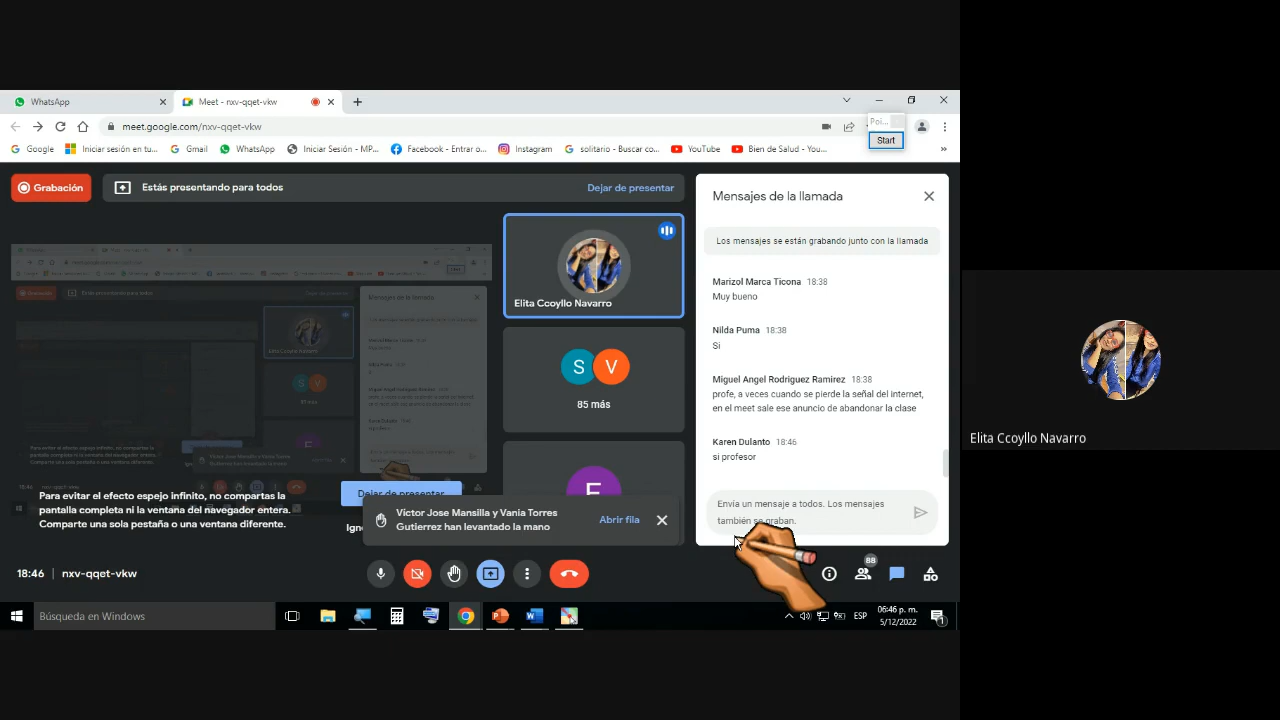 WhatsApp
Meet - nxv-qqet-vkw
meet.google.com/nxv-qqet-vkw
Poi...
Start
Google
Iniciar sesión en tu...
Gmail
WhatsApp
Iniciar Sesión - MP...
Facebook - Entrar o...
Instagram
solitario - Buscar co...
YouTube
Bien de Salud - You...
»
Grabación
Estás presentando para todos
Dejar de presentar
Elita Ccoyllo Navarro
S
V
85 más
E
Mensajes de la llamada
Los mensajes se están grabando junto con la llamada
Marizol Marca Ticona 18:38
Muy bueno
Nilda Puma 18:38
Si
Miguel Angel Rodriguez Ramirez 18:38
profe, a veces cuando se pierde la señal del internet,
en el meet sale ese anuncio de abandonar la clase
Karen Dulanto 18:46
si profesor
Envía un mensaje a todos. Los mensajes
también se graban.
Para evitar el efecto espejo infinito, no compartas la
pantalla completa ni la ventana del navegador entera.
Comparte una sola pestaña o una ventana diferente.
Dejar de presentar
Víctor Jose Mansilla y Vania Torres
Gutierrez han levantado la mano
Abrir fila
18:46 | nxv-qqet-vkw
88
Búsqueda en Windows
ESP
06:46 p. m.
5/12/2022
1
Elita Ccoyllo Navarro